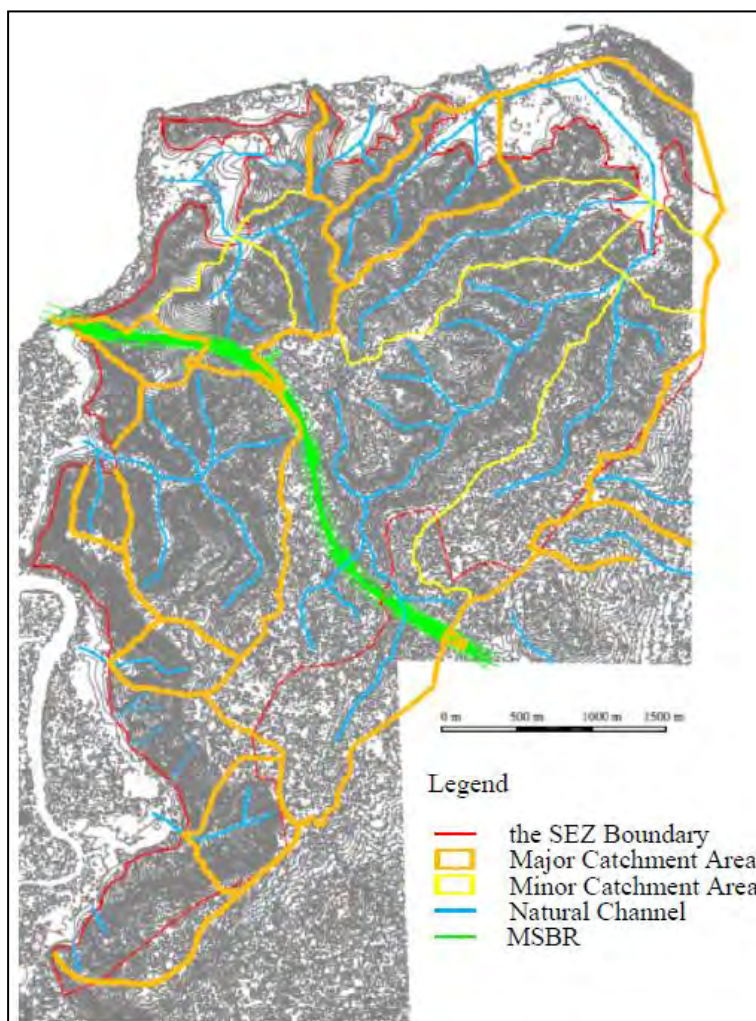 0 m 500 m 1000 m 1500 m
Legend
the SEZ Boundary
Major Catchment Area
Minor Catchment Area
Natural Channel
MSBR